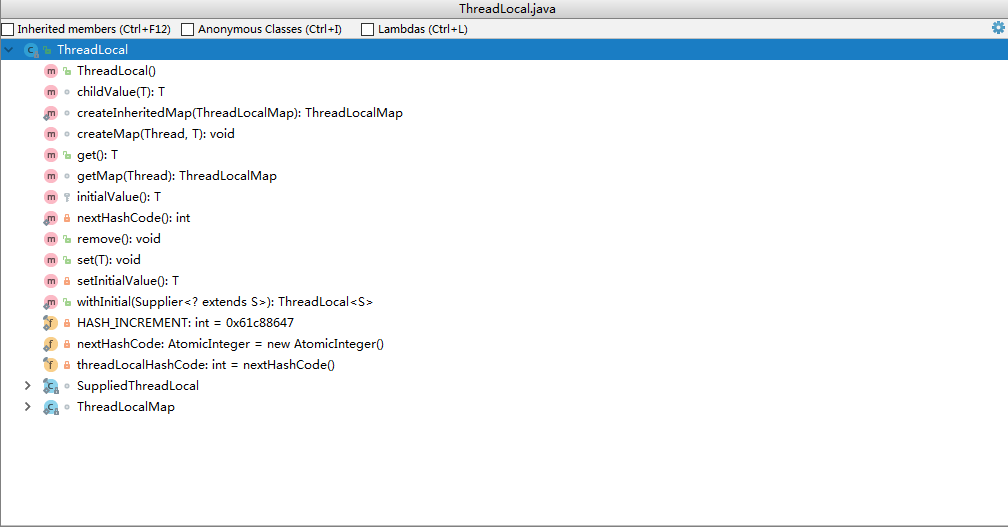 ThreadLocal.java
Inherited members (Ctrl+F12) Anonymous Classes (Ctrl+I) Lambdas (Ctrl+L)
ThreadLocal
ThreadLocal()
childValue(T): T
createInheritedMap(ThreadLocalMap): ThreadLocalMap
createMap(Thread, T): void
get(): T
getMap(Thread): ThreadLocalMap
initialValue(): T
nextHashCode(): int
remove(): void
set(T): void
setInitialValue(): T
withInitial(Supplier<? extends S>): ThreadLocal<S>
HASH_INCREMENT: int = 0x61c88647
nextHashCode: AtomicInteger = new AtomicInteger()
threadLocalHashCode: int = nextHashCode()
SuppliedThreadLocal
ThreadLocalMap